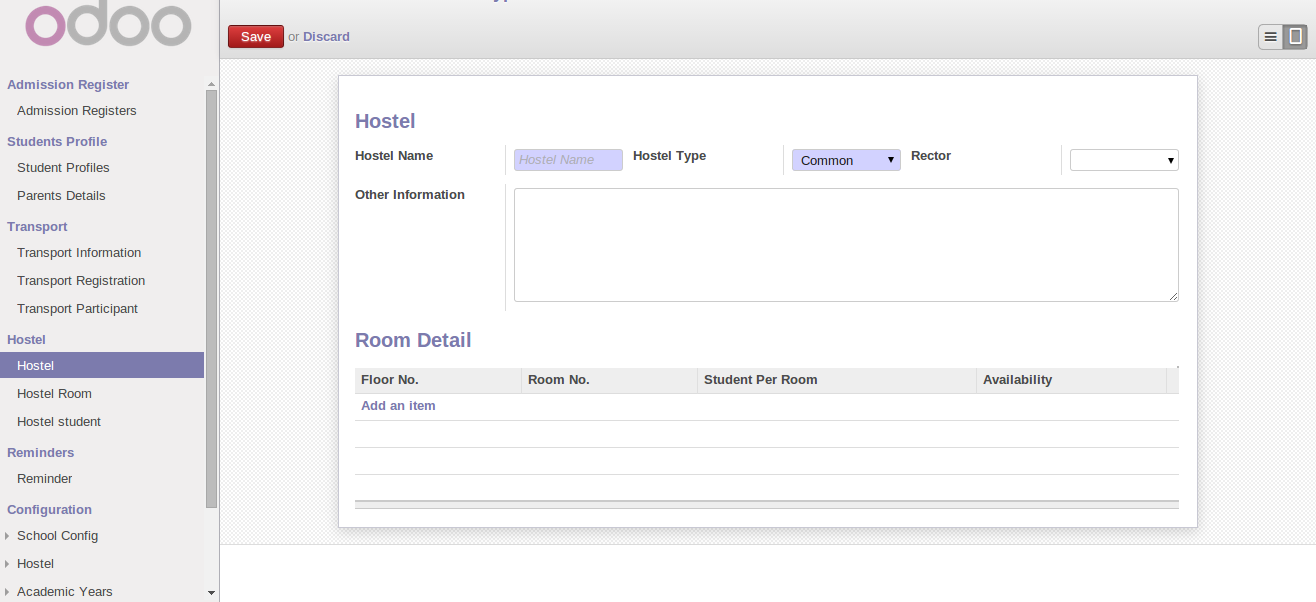 odoo
Save or Discard
Admission Register
Admission Registers
Students Profile
Student Profiles
Parents Details
Transport
Transport Information
Transport Registration
Transport Participant
Hostel
Hostel
Hostel Room
Hostel student
Reminders
Reminder
Configuration
School Config
Hostel
Academic Years
Hostel
Hostel Name Hostel Name Hostel Type Common Rector
Other Information
Room Detail
Floor No. Room No. Student Per Room Availability
Add an item